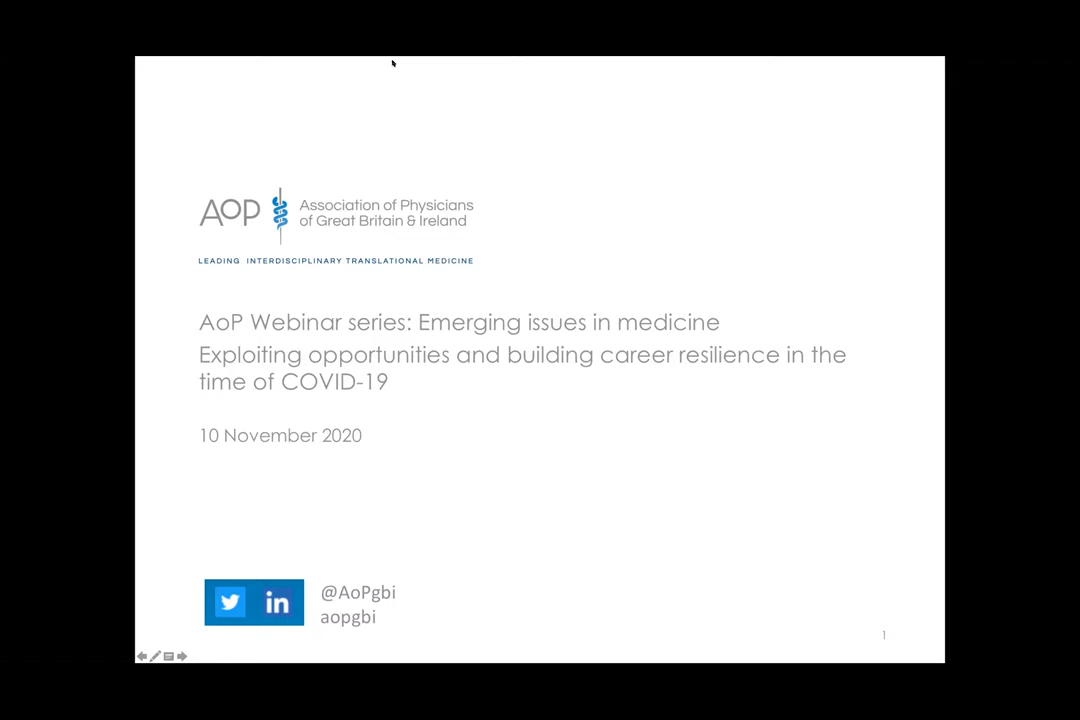 AOP
Association of Physicians
of Great Britain & Ireland
LEADING INTERDISCIPLINARY TRANSLATIONAL MEDICINE
AoP Webinar series: Emerging issues in medicine
Exploiting opportunities and building career resilience in the
time of COVID-19
10 November 2020
in
@AoPgbi
aopgbi
1